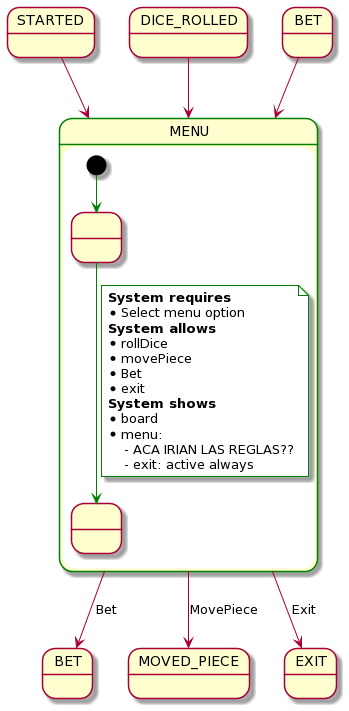 STARTED
DICE_ROLLED
BET
MENU
System requires
• Select menu option
System allows
• rollDice
• movePiece
• Bet
• exit
System shows
• board
• menu:
- ACA IRIAN LAS REGLAS??
- exit: active always
Bet
MovePiece
Exit
BET
MOVED_PIECE
EXIT